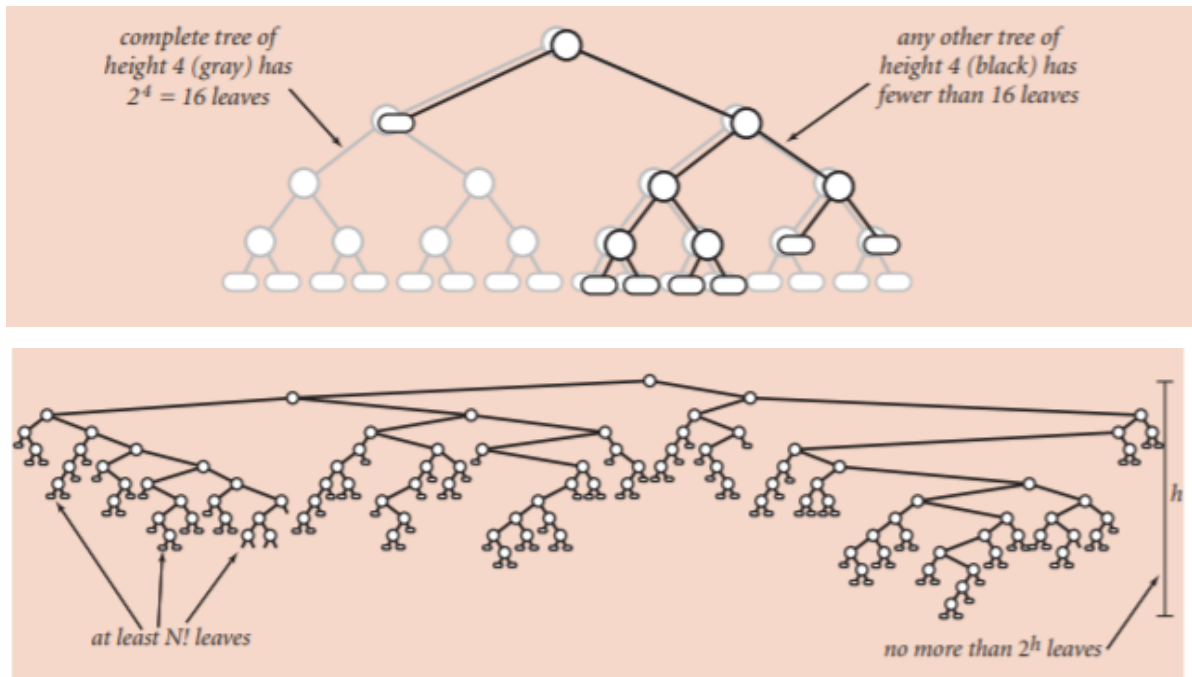 complete tree of
height 4 (gray) has
2⁴ = 16 leaves
any other tree of
height 4 (black) has
fewer than 16 leaves
h
at least N! leaves
no more than 2ʰ leaves